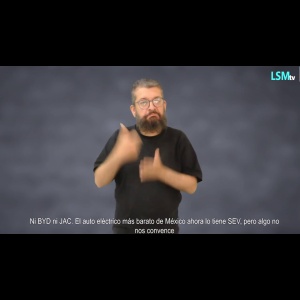 LSMtv
Ni BYD ni JAC. El auto eléctrico más barato de México ahora lo tiene SEV, pero algo no
nos convence